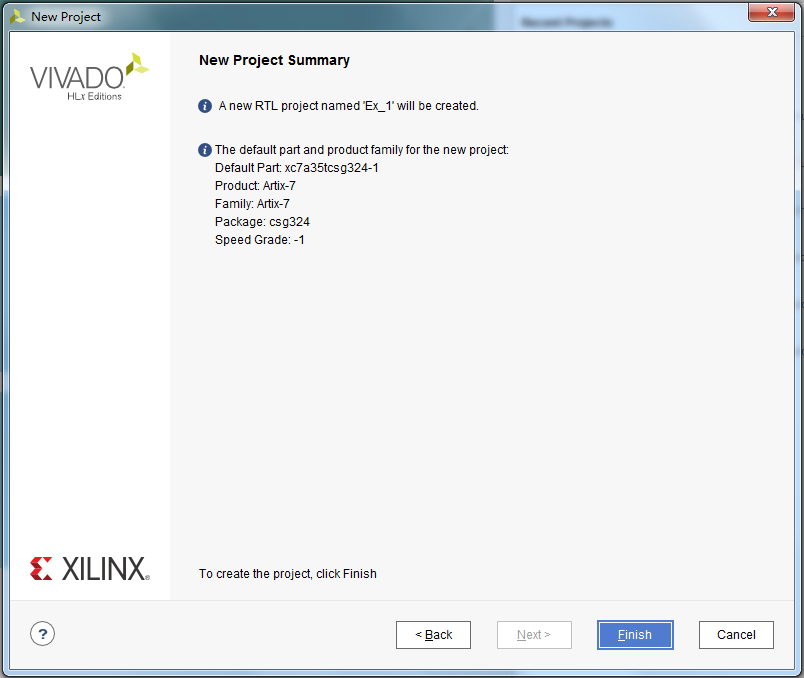 New Project
Recent Projects
VIVADO
HLx Editions
New Project Summary
A new RTL project named 'Ex_1' will be created.
The default part and product family for the new project:
Default Part: xc7a35tcsg324-1
Product: Artix-7
Family: Artix-7
Package: csg324
Speed Grade: -1
XILINX
To create the project, click Finish
?
< Back
Next >
Finish
Cancel